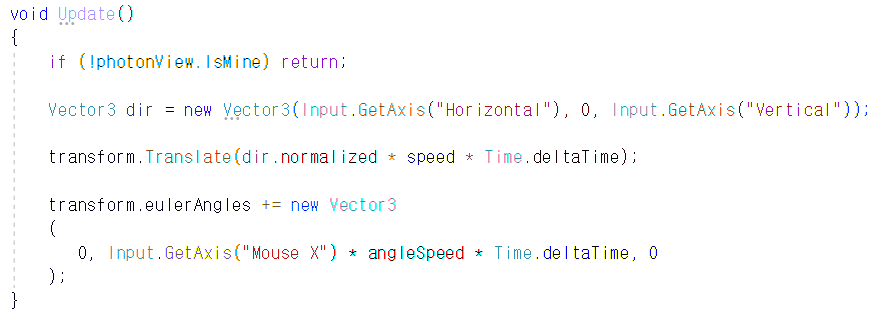 void Update()
{
if (!photonView.IsMine) return;
Vector3 dir = new Vector3(Input.GetAxis("Horizontal"), 0, Input.GetAxis("Vertical"));
transform.Translate(dir.normalized * speed * Time.deltaTime);
transform.eulerAngles += new Vector3
(
0, Input.GetAxis("Mouse X") * angleSpeed * Time.deltaTime, 0
);
}